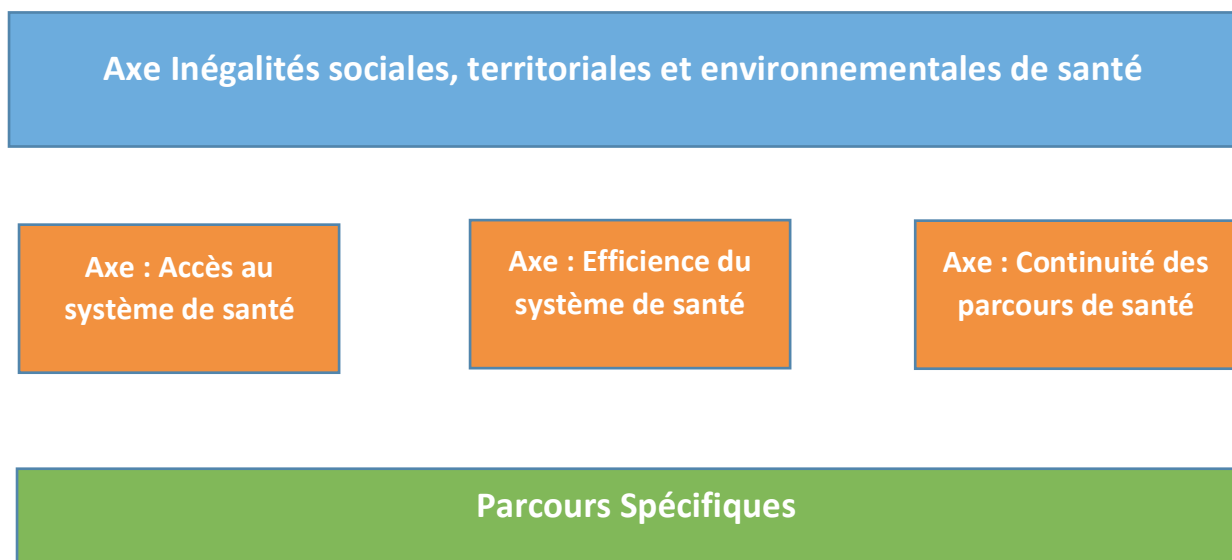 Axe Inégalités sociales, territoriales et environnementales de santé
Axe : Accès au
système de santé
Axe : Efficience du
système de santé
Axe : Continuité des
parcours de santé
Parcours Spécifiques